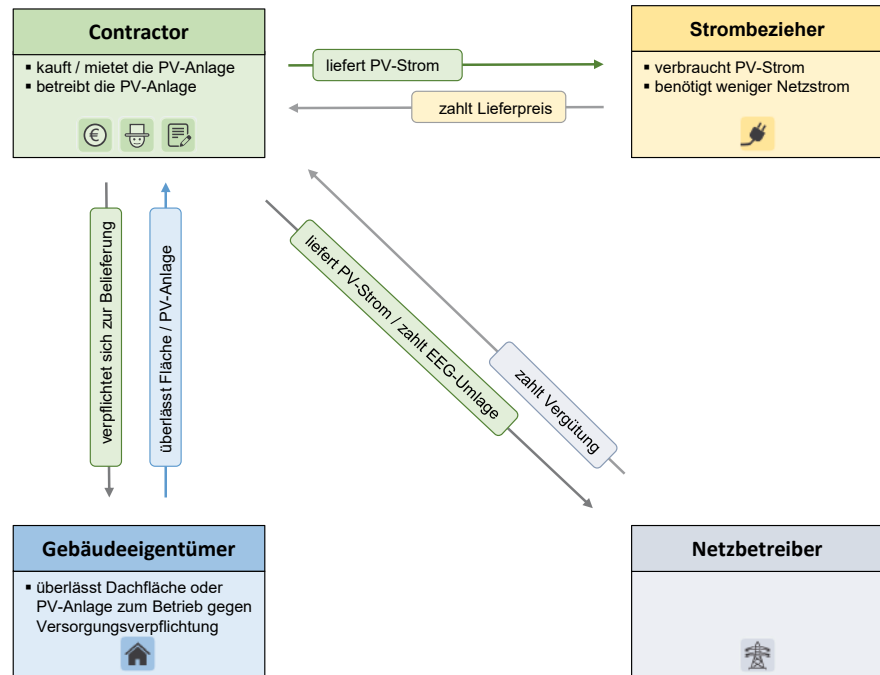 Contractor
▪ kauft / mietet die PV-Anlage
▪ betreibt die PV-Anlage
liefert PV-Strom
zahlt Lieferpreis
Strombezieher
▪ verbraucht PV-Strom
▪ benötigt weniger Netzstrom
verpflichtet sich zur Belieferung
überlässt Fläche / PV-Anlage
liefert PV-Strom / zahlt EEG-Umlage
zahlt Vergütung
Gebäudeeigentümer
▪ überlässt Dachfläche oder
PV-Anlage zum Betrieb gegen
Versorgungsverpflichtung
Netzbetreiber